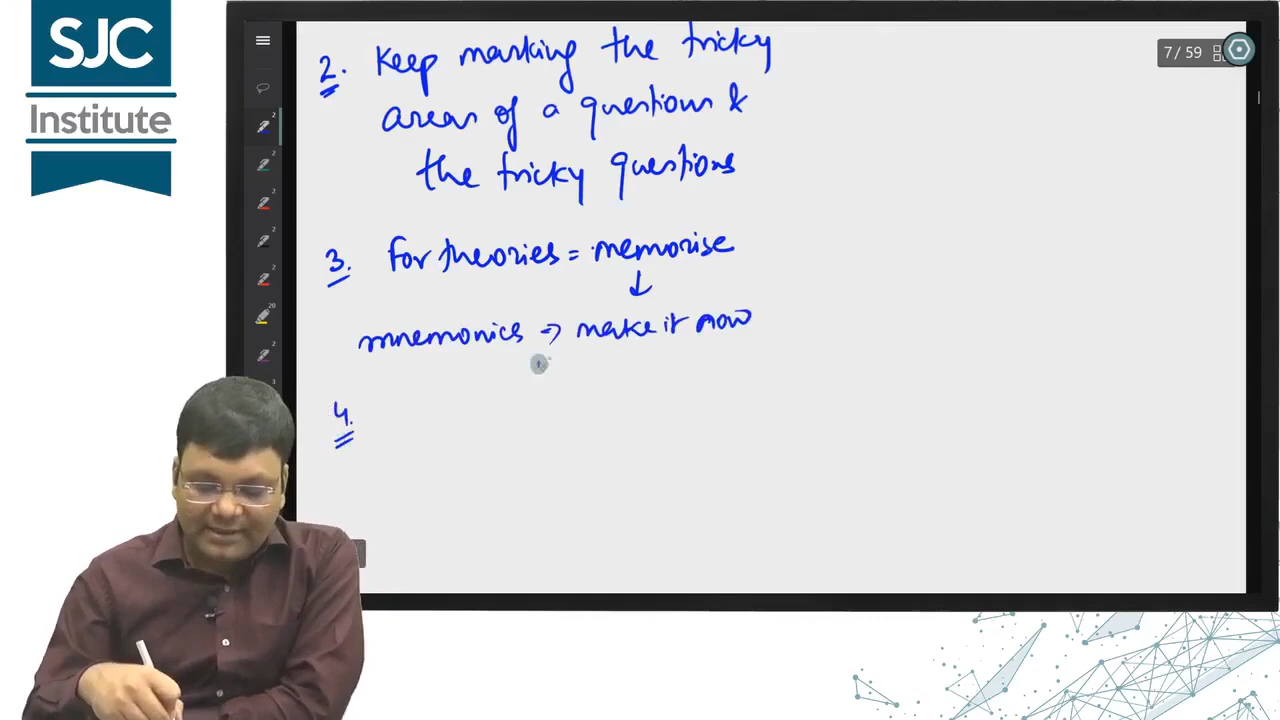 SJC
Institute
7 / 59
2. Keep marking the tricky
areas of a questions &
the tricky questions
3. For theories = memorise
↓
mnemonics => make it now
4.